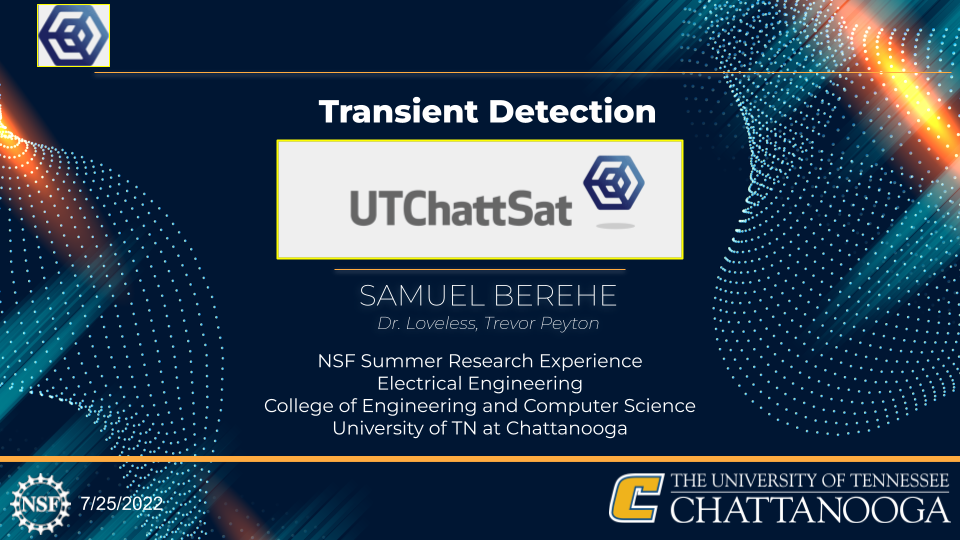 Transient Detection
UTChattSat
SAMUEL BEREHE
Dr. Loveless, Trevor Peyton
NSF Summer Research Experience
Electrical Engineering
College of Engineering and Computer Science
University of TN at Chattanooga
NSF
7/25/2022
C
THE UNIVERSITY OF TENNESSEE
CHATTANOOGA